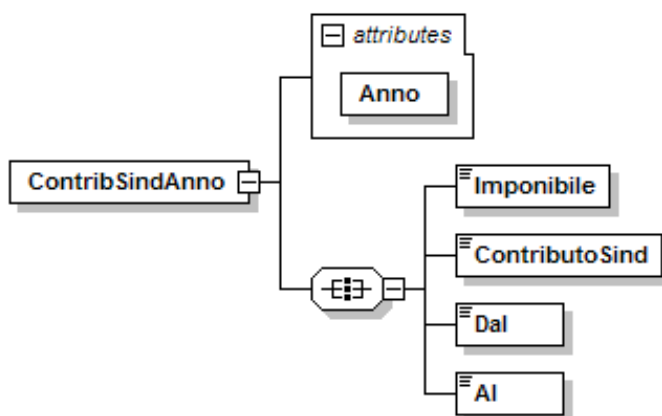 attributes
Anno
ContribSindAnno
Imponibile
ContributoSind
Dal
Al